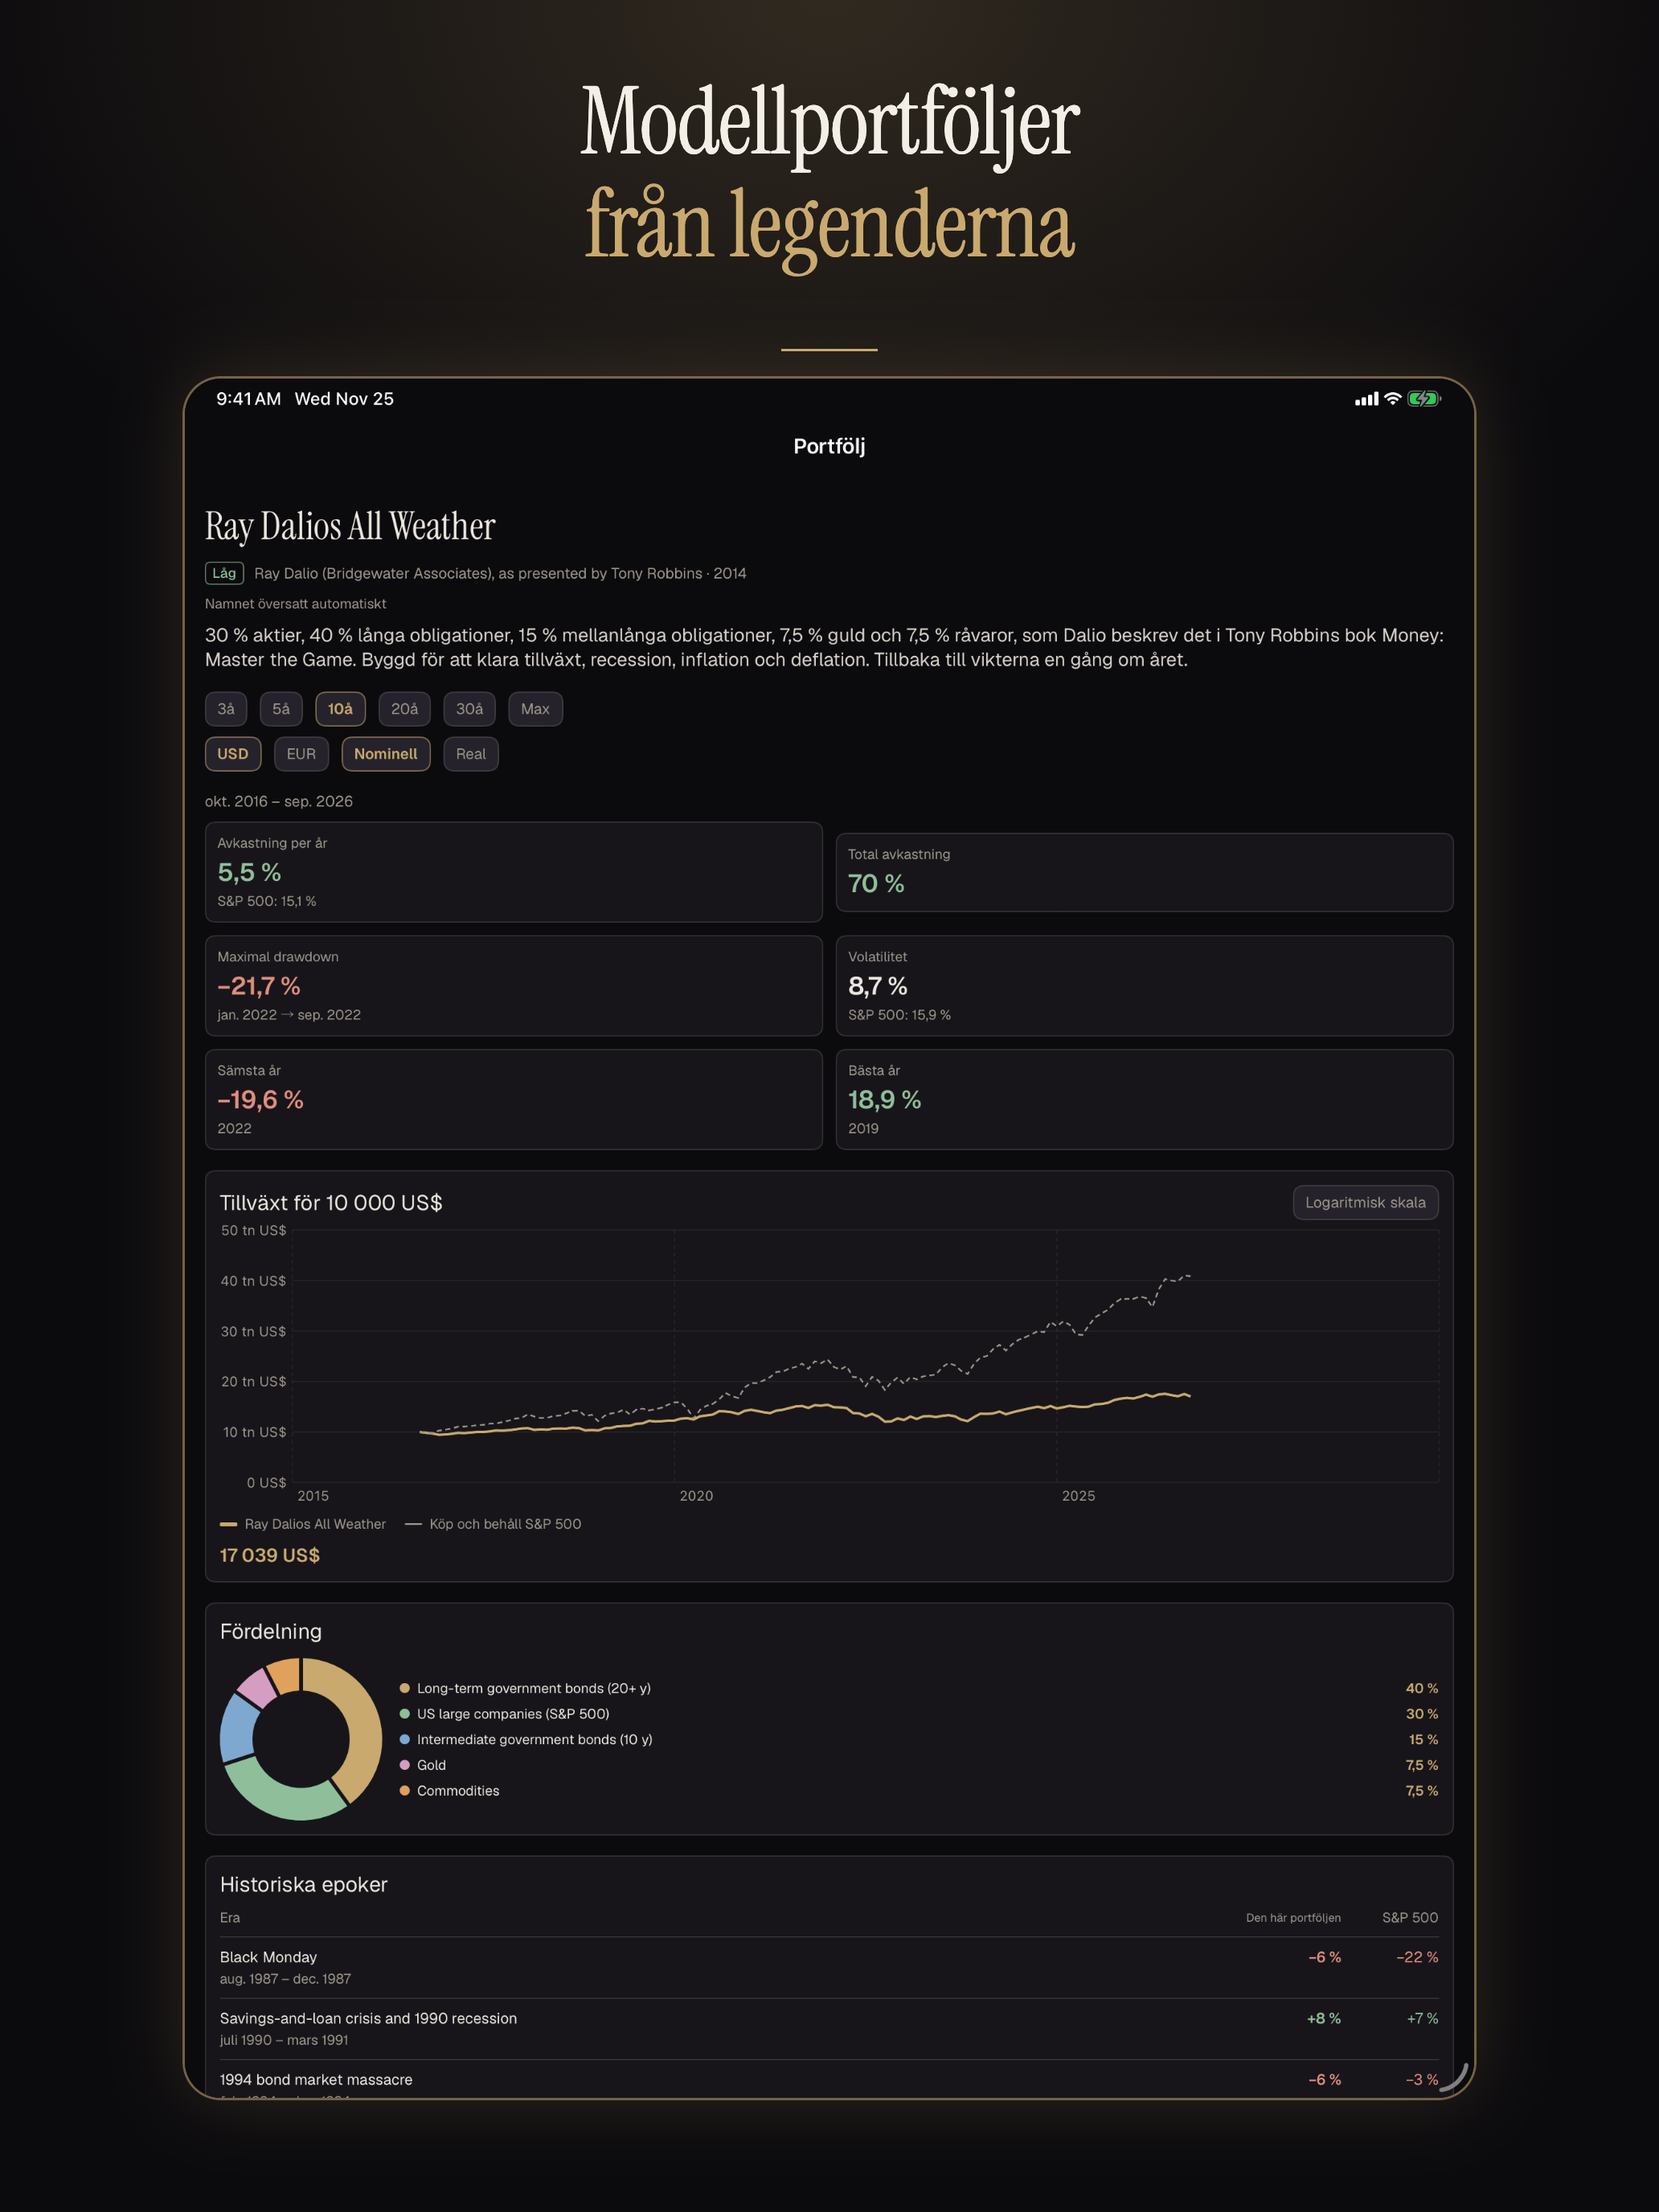 Modellportföljer
från legenderna
9:41 AM Wed Nov 25
Portfölj
Ray Dalios All Weather
Låg Ray Dalio (Bridgewater Associates), as presented by Tony Robbins · 2014
Namnet översatt automatiskt
30 % aktier, 40 % långa obligationer, 15 % mellanlånga obligationer, 7,5 % guld och 7,5 % råvaror, som Dalio beskrev det i Tony Robbins bok Money:
Master the Game. Byggd för att klara tillväxt, recession, inflation och deflation. Tillbaka till vikterna en gång om året.
3å 5å 10å 20å 30å Max
USD EUR Nominell Real
okt. 2016 – sep. 2026
Avkastning per år
5,5 %
S&P 500: 15,1 %
Total avkastning
70 %
Maximal drawdown
−21,7 %
jan. 2022 → sep. 2022
Volatilitet
8,7 %
S&P 500: 15,9 %
Sämsta år
−19,6 %
2022
Bästa år
18,9 %
2019
Tillväxt för 10 000 US$
Logaritmisk skala
50 tn US$
40 tn US$
30 tn US$
20 tn US$
10 tn US$
0 US$
2015 2020 2025
Ray Dalios All Weather Köp och behåll S&P 500
17 039 US$
Fördelning
Long-term government bonds (20+ y) 40 %
US large companies (S&P 500) 30 %
Intermediate government bonds (10 y) 15 %
Gold 7,5 %
Commodities 7,5 %
Historiska epoker
Era Den här portföljen S&P 500
Black Monday −6 % −22 %
aug. 1987 – dec. 1987
Savings-and-loan crisis and 1990 recession +8 % +7 %
juli 1990 – mars 1991
1994 bond market massacre −6 % −3 %